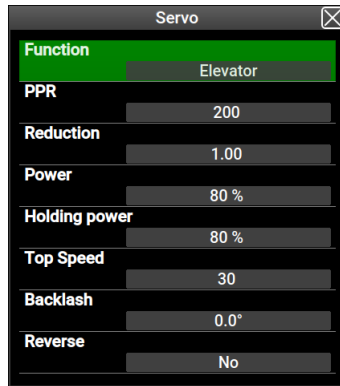 Servo
Function
Elevator
PPR
200
Reduction
1.00
Power
80 %
Holding power
80 %
Top Speed
30
Backlash
0.0°
Reverse
No